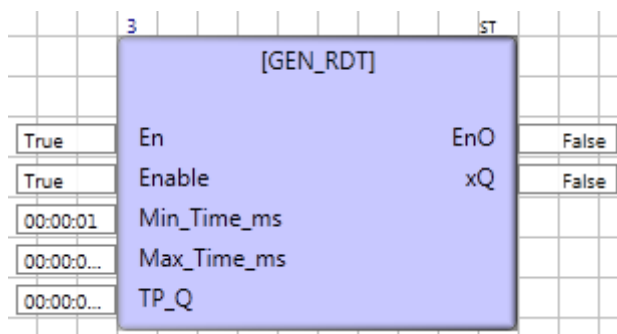 3 ST
[GEN_RDT]
True En EnO False
True Enable xQ False
00:00:01 Min_Time_ms
00:00:0... Max_Time_ms
00:00:0... TP_Q